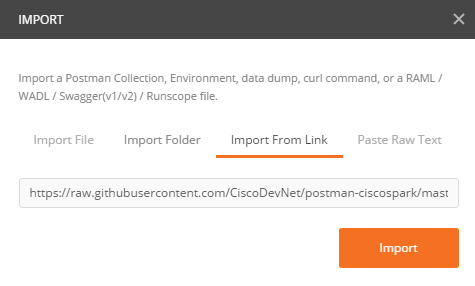 IMPORT
Import a Postman Collection, Environment, data dump, curl command, or a RAML /
WADL / Swagger(v1/v2) / Runscope file.
Import File Import Folder Import From Link Paste Raw Text
https://raw.githubusercontent.com/CiscoDevNet/postman-ciscospark/mast
Import